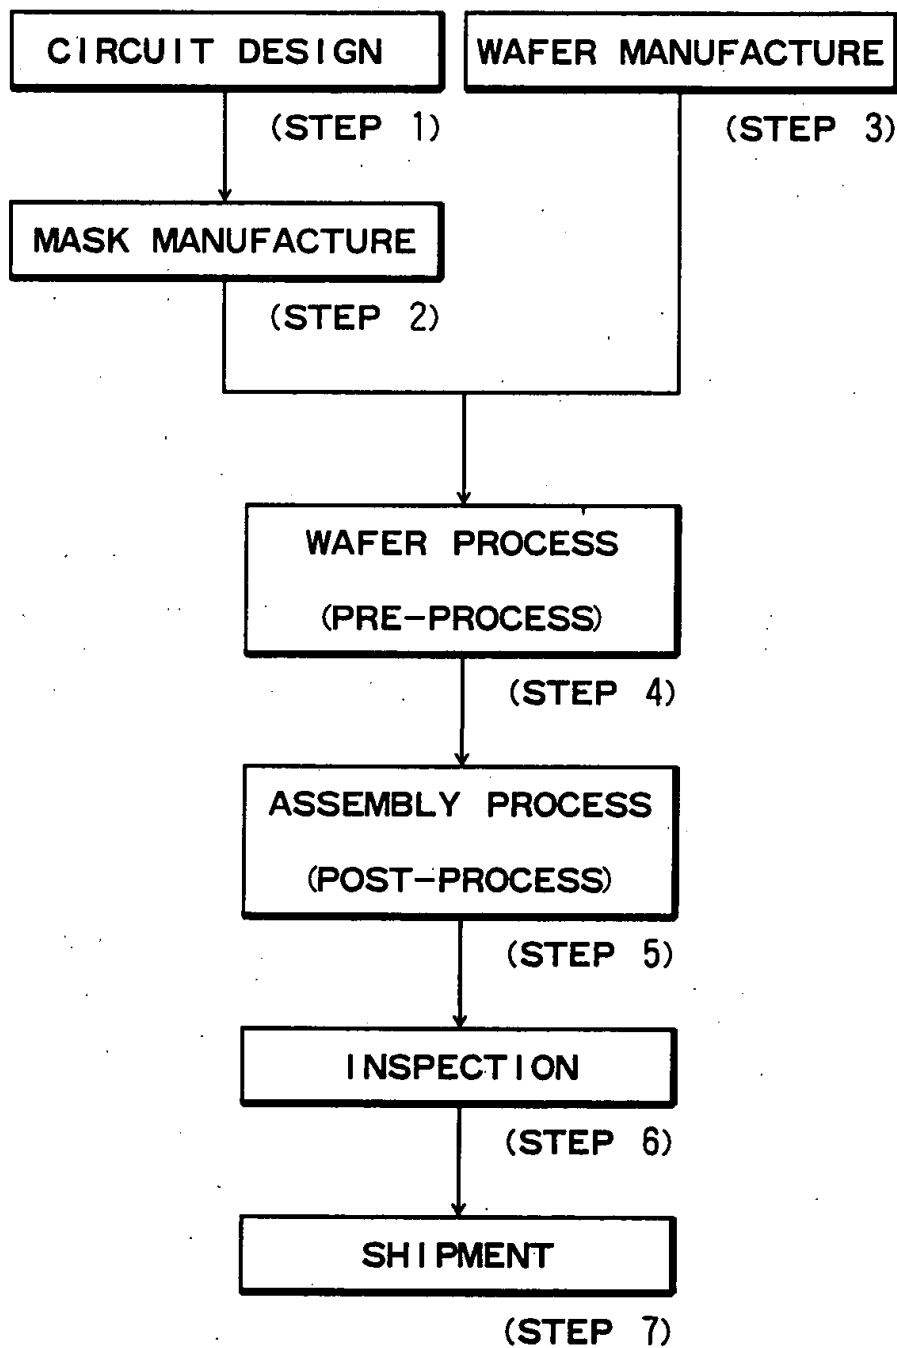 CIRCUIT DESIGN
(STEP 1)
WAFER MANUFACTURE
(STEP 3)
MASK MANUFACTURE
(STEP 2)
WAFER PROCESS
(PRE-PROCESS)
(STEP 4)
ASSEMBLY PROCESS
(POST-PROCESS)
(STEP 5)
INSPECTION
(STEP 6)
SHIPMENT
(STEP 7)